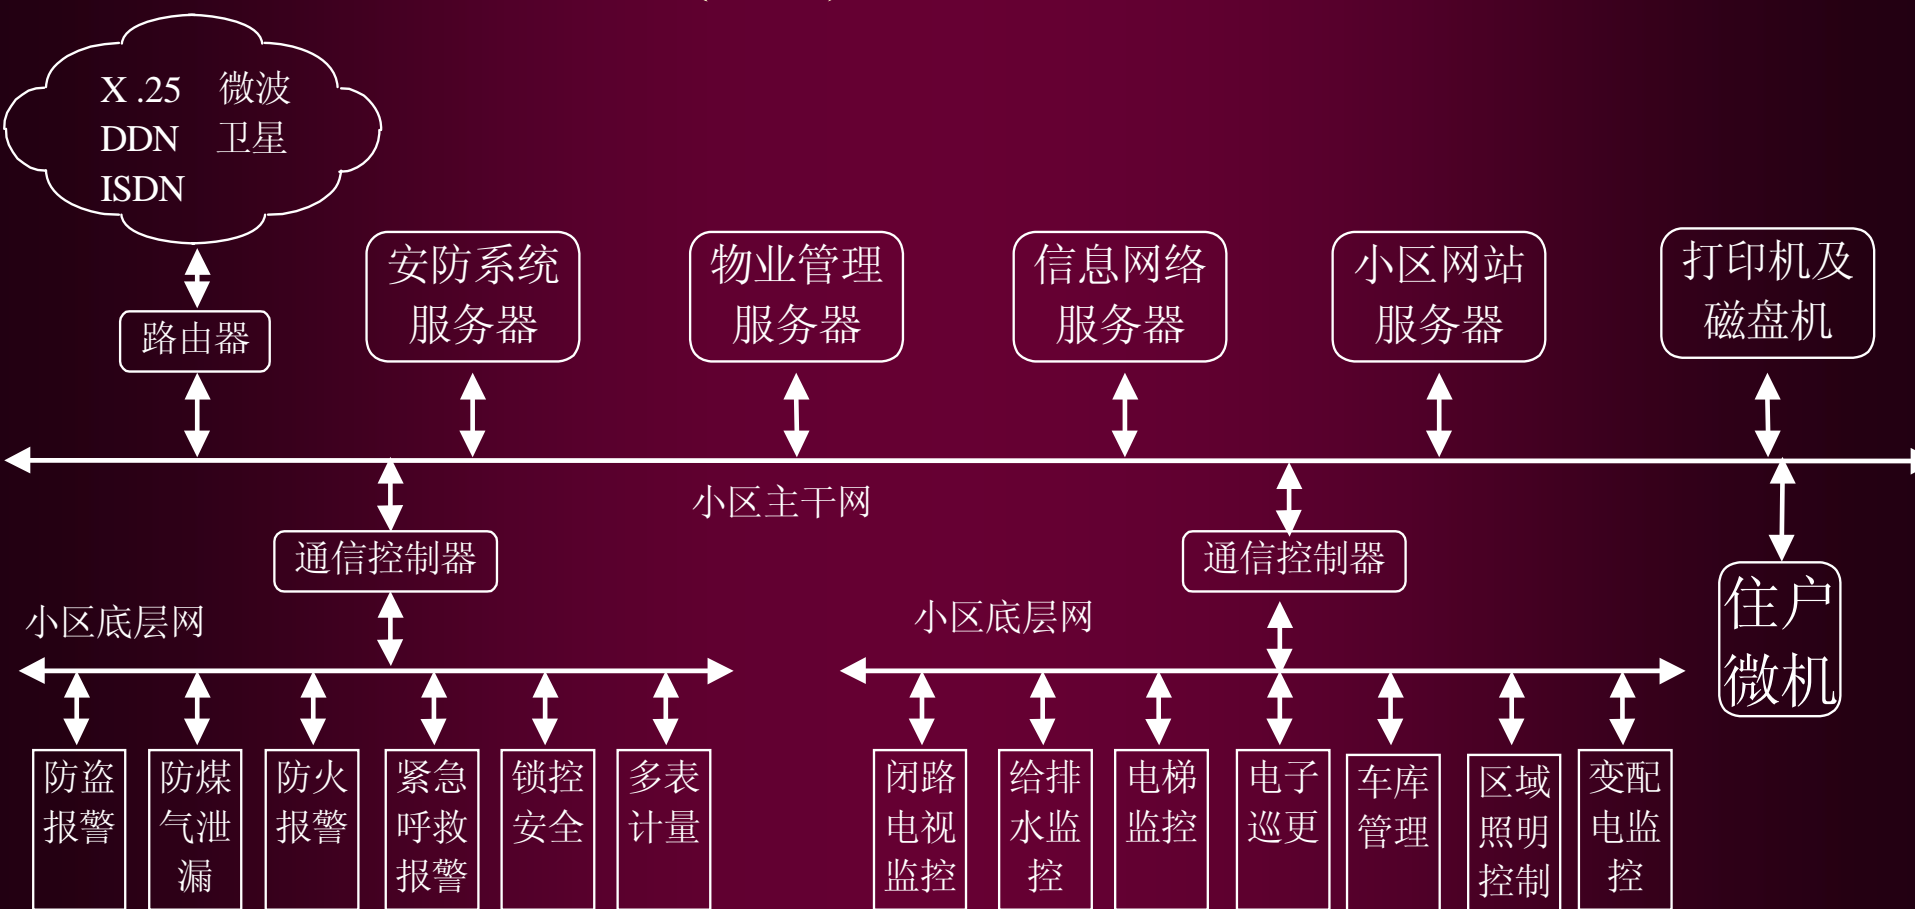 X .25 微波
DDN 卫星
ISDN
路由器
安防系统
服务器
物业管理
服务器
信息网络
服务器
小区网站
服务器
打印机及
磁盘机
小区主干网
通信控制器
通信控制器
小区底层网
小区底层网
住户
微机
防盗
报警
防煤
气泄
漏
防火
报警
紧急
呼救
报警
锁控
安全
多表
计量
闭路
电视
监控
给排
水监
控
电梯
监控
电子
巡更
车库
管理
区域
照明
控制
变配
电监
控